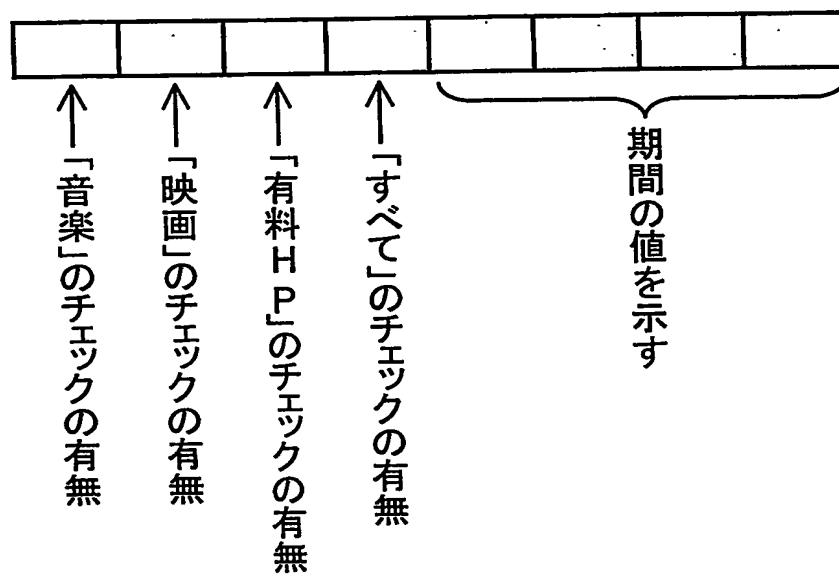 「音楽」のチェックの有無
「映画」のチェックの有無
「有料HP」のチェックの有無
「すべて」のチェックの有無
期間の値を示す